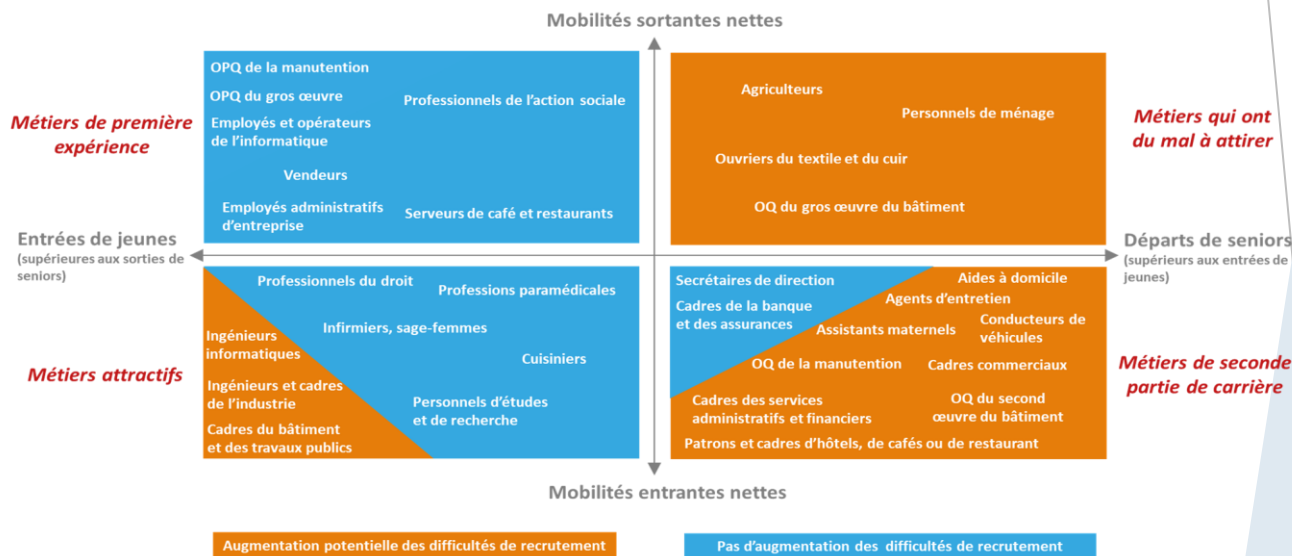 Mobilités sortantes nettes
Métiers de première
expérience
OPQ de la manutention
OPQ du gros œuvre
Professionnels de l'action sociale
Employés et opérateurs
de l'informatique
Vendeurs
Employés administratifs
d'entreprise
Serveurs de café et restaurants
Agriculteurs
Personnels de ménage
Ouvriers du textile et du cuir
OQ du gros œuvre du bâtiment
Métiers qui ont
du mal à attirer
Entrées de jeunes
(supérieures aux sorties de
seniors)
Départs de seniors
(supérieurs aux entrées de
jeunes)
Métiers attractifs
Professionnels du droit
Professions paramédicales
Infirmiers, sage-femmes
Ingénieurs
informatiques
Cuisiniers
Ingénieurs et cadres
de l'industrie
Personnels d'études
et de recherche
Cadres du bâtiment
et des travaux publics
Secrétaires de direction
Aides à domicile
Agents d'entretien
Cadres de la banque
et des assurances
Assistants maternels
Conducteurs de
véhicules
OQ de la manutention
Cadres commerciaux
Cadres des services
administratifs et financiers
OQ du second
œuvre du bâtiment
Patrons et cadres d'hôtels, de cafés ou de restaurant
Métiers de seconde
partie de carrière
Mobilités entrantes nettes
Augmentation potentielle des difficultés de recrutement
Pas d'augmentation des difficultés de recrutement